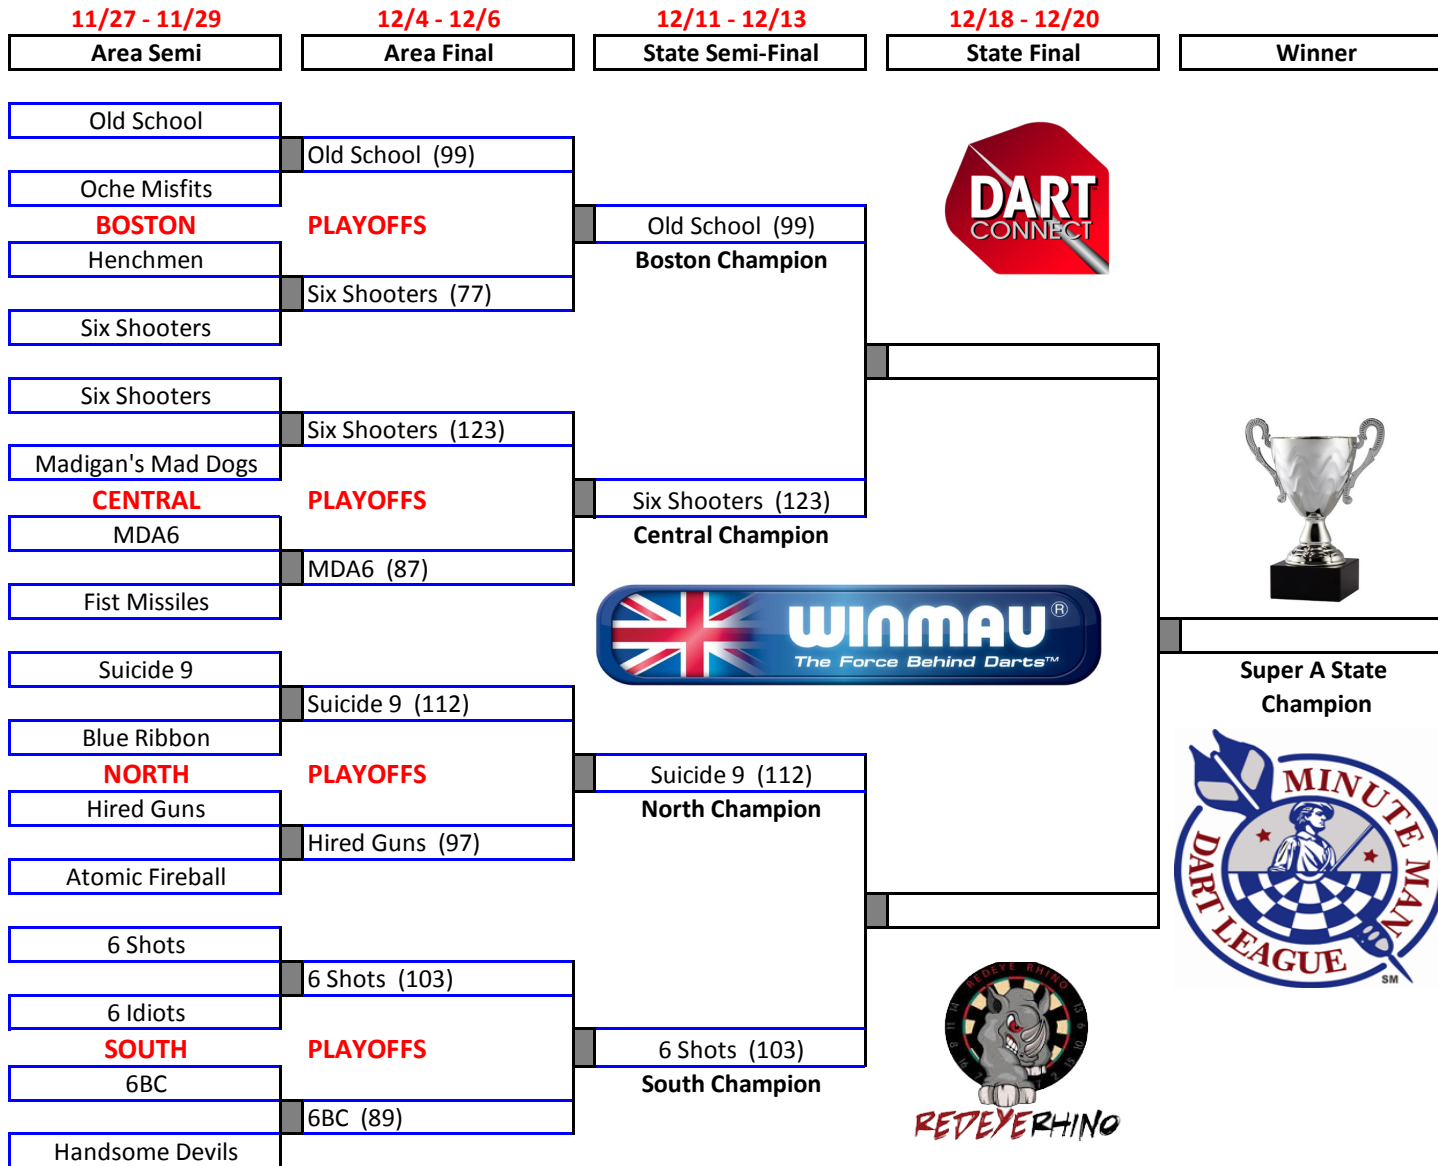 11/27 - 11/29 12/4 - 12/6 12/11 - 12/13 12/18 - 12/20
Area Semi Area Final State Semi-Final State Final Winner
Old School
Old School (99)
Oche Misfits
BOSTON PLAYOFFS Old School (99)
Henchmen Boston Champion
Six Shooters (77)
Six Shooters
DART
CONNECT
Six Shooters
Six Shooters (123)
Madigan's Mad Dogs
CENTRAL PLAYOFFS Six Shooters (123)
MDA6 Central Champion
MDA6 (87)
Fist Missiles
WINMAU®
The Force Behind Darts™
Suicide 9 Super A State
Suicide 9 (112) Champion
Blue Ribbon
NORTH PLAYOFFS Suicide 9 (112)
Hired Guns North Champion
Hired Guns (97)
Atomic Fireball
MINUTE MAN
DART LEAGUE
SM
6 Shots
6 Shots (103)
6 Idiots
SOUTH PLAYOFFS 6 Shots (103)
6BC South Champion
6BC (89)
Handsome Devils
REDEYE RHINO
REDEYERHINO